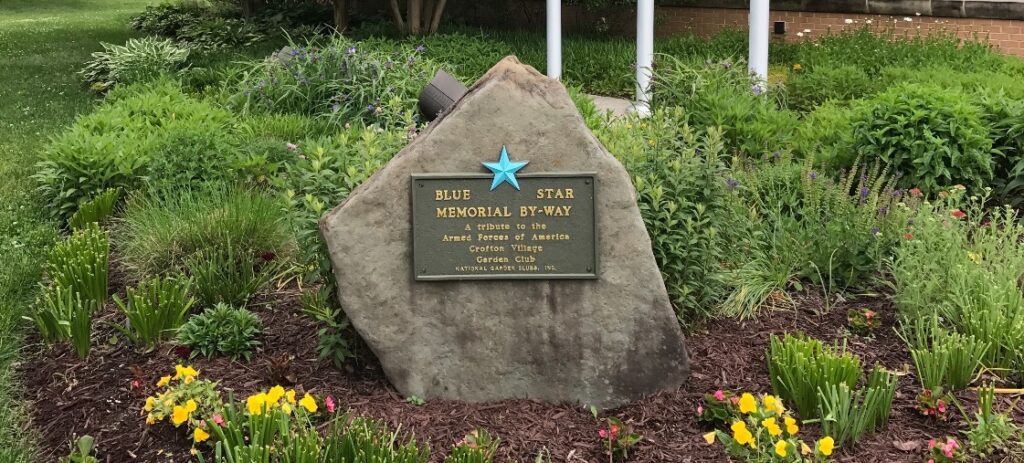 BLUE STAR
MEMORIAL BY-WAY
A tribute to the
Armed Forces of America
Crofton Village
Garden Club
NATIONAL GARDEN CLUBS, INC.